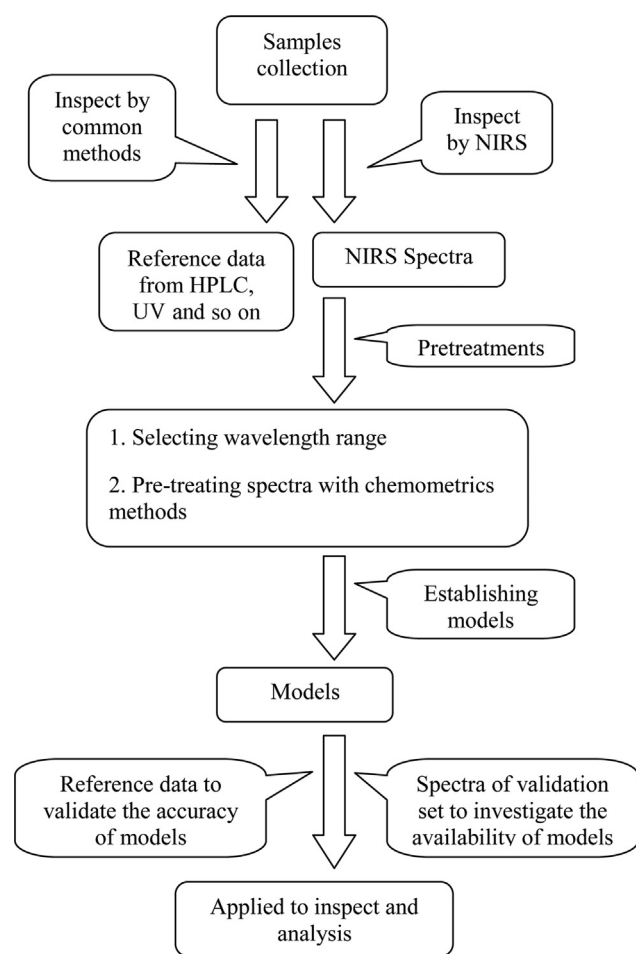 Samples
collection
Inspect by
common
methods
Inspect
by NIRS
Reference data
from HPLC,
UV and so on
NIRS Spectra
Pretreatments
1. Selecting wavelength range
2. Pre-treating spectra with chemometrics
methods
Establishing
models
Models
Reference data to
validate the accuracy
of models
Spectra of validation
set to investigate the
availability of models
Applied to inspect and
analysis